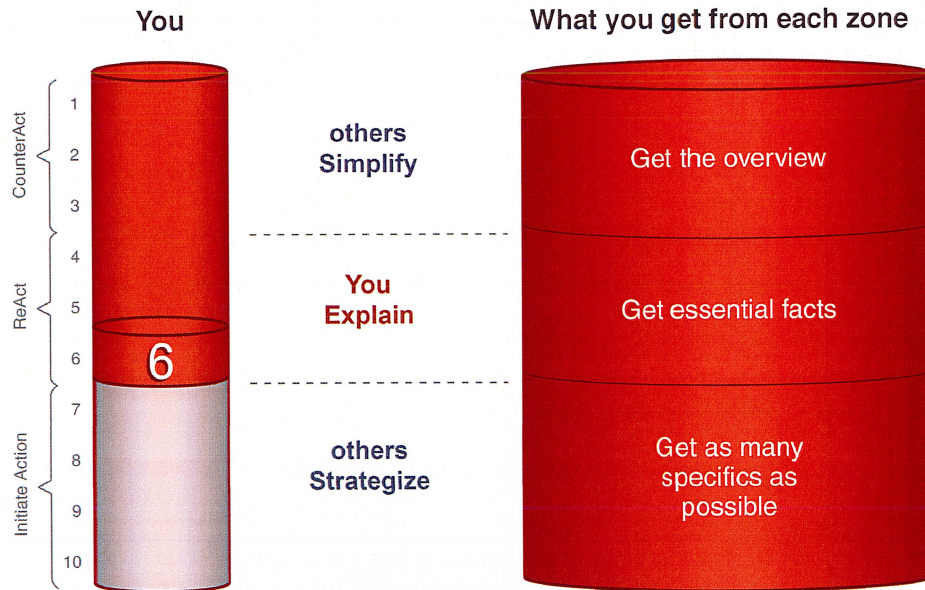 You
What you get from each zone
CounterAct
1
2
3
others
Simplify
Get the overview
ReAct
4
5
6
6
You
Explain
Get essential facts
Initiate Action
7
8
9
10
others
Strategize
Get as many
specifics as
possible